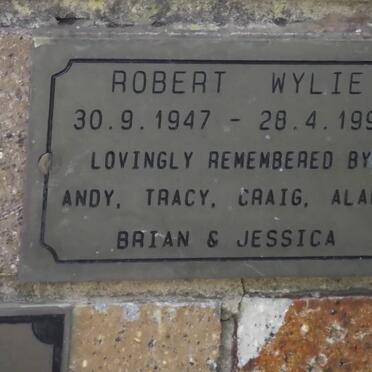 ROBERT WYLIE
30.9.1947 - 28.4.199
LOVINGLY REMEMBERED BY
ANDY, TRACY, CRAIG,
BRIAN & JESSICA